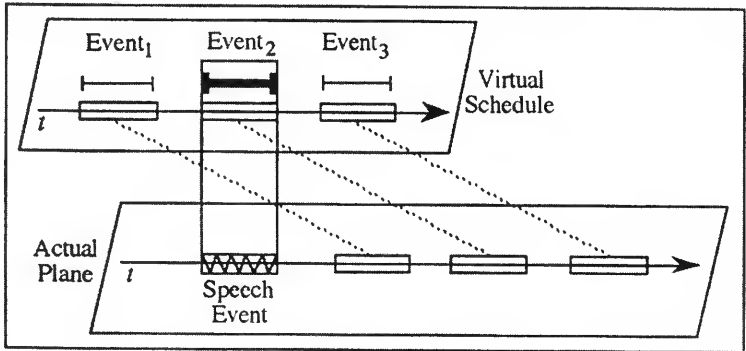 Event1 Event2 Event3
Virtual
Schedule
t
Actual
Plane
t
Speech
Event